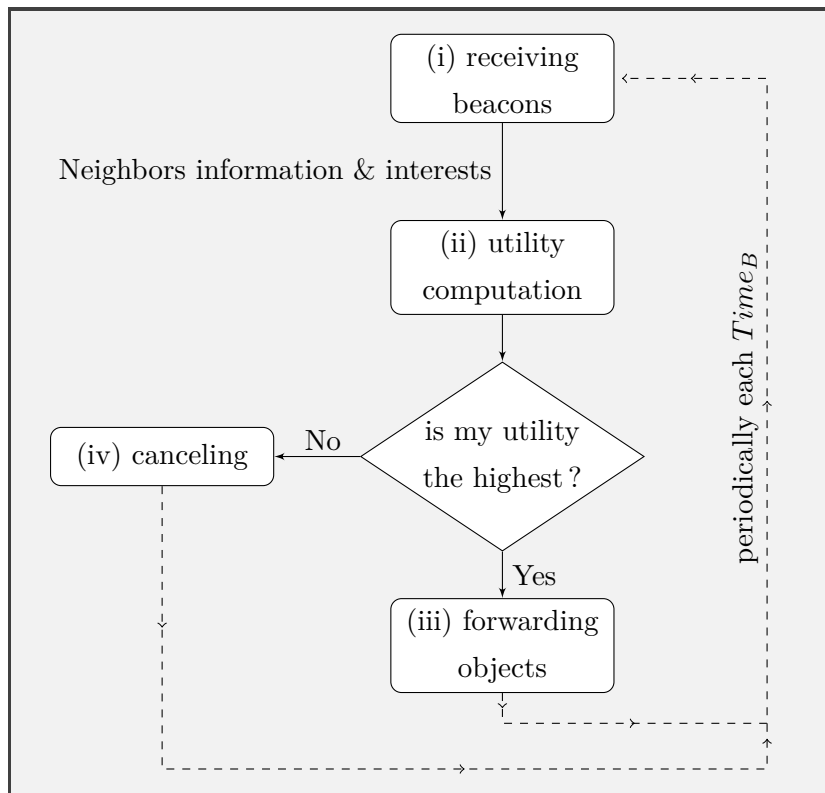 (i) receiving
beacons
Neighbors information & interests
(ii) utility
computation
periodically each Time_B
is my utility
the highest ?
No
(iv) canceling
Yes
(iii) forwarding
objects